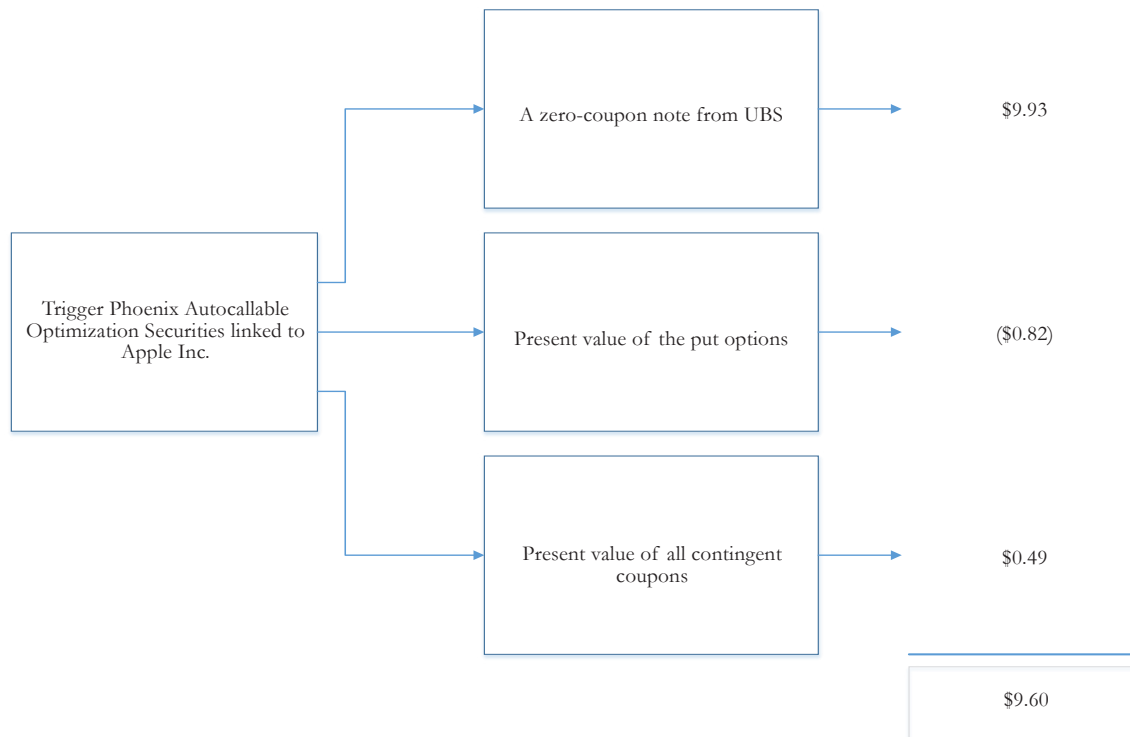 A zero-coupon note from UBS
$9.93
Trigger Phoenix Autocallable
Optimization Securities linked to
Apple Inc.
Present value of the put options
($0.82)
Present value of all contingent
coupons
$0.49
$9.60